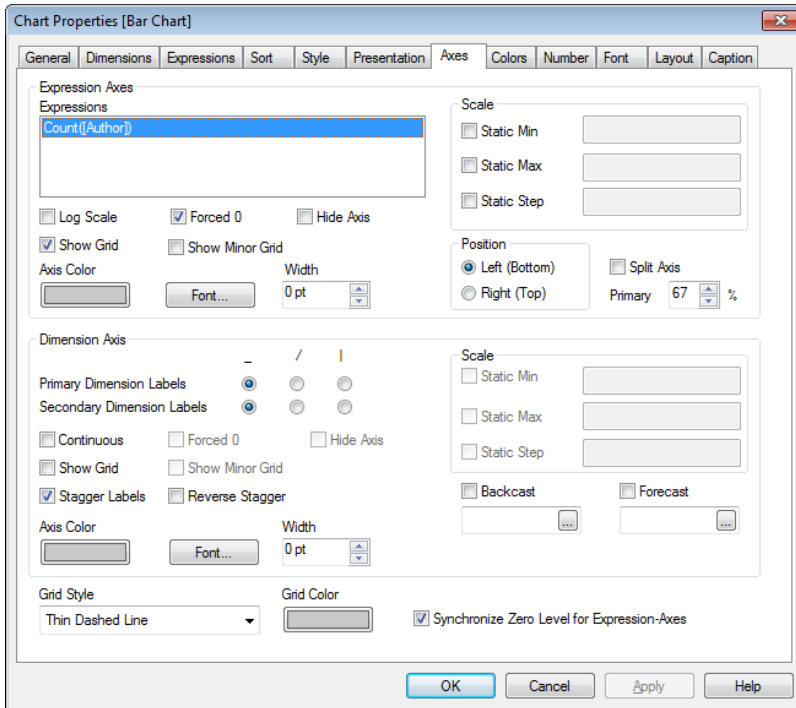 Chart Properties [Bar Chart]
General Dimensions Expressions Sort Style Presentation Axes Colors Number Font Layout Caption
Expression Axes
Expressions
Count([Author])
Log Scale Forced 0 Hide Axis
Show Grid Show Minor Grid
Axis Color Width
Font... 0 pt
Scale
Static Min
Static Max
Static Step
Position
Left (Bottom) Split Axis
Right (Top) Primary 67 %
Dimension Axis
_ / |
Primary Dimension Labels
Secondary Dimension Labels
Continuous Forced 0 Hide Axis
Show Grid Show Minor Grid
Stagger Labels Reverse Stagger
Axis Color Width
Font... 0 pt
Scale
Static Min
Static Max
Static Step
Backcast Forecast
... ...
Grid Style Grid Color
Thin Dashed Line Synchronize Zero Level for Expression-Axes
OK Cancel Apply Help